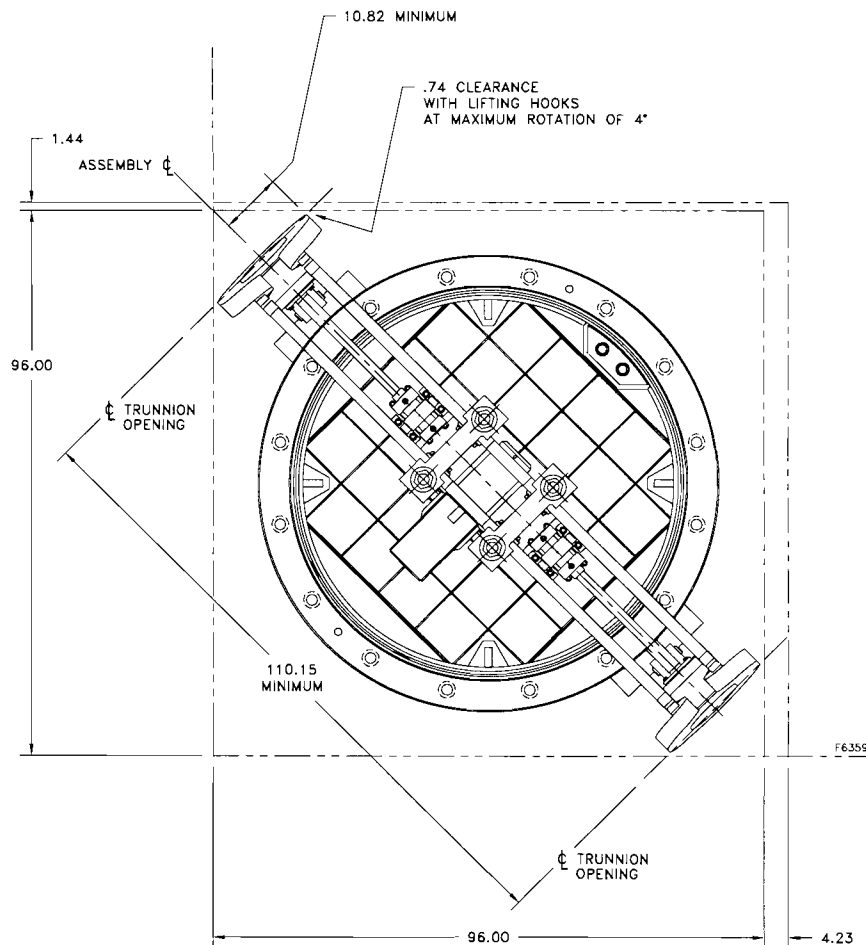 10.82 MINIMUM
.74 CLEARANCE
WITH LIFTING HOOKS
AT MAXIMUM ROTATION OF 4°
1.44
ASSEMBLY ℄
96.00
℄ TRUNNION
OPENING
110.15
MINIMUM
F6359
℄ TRUNNION
OPENING
96.00
4.23